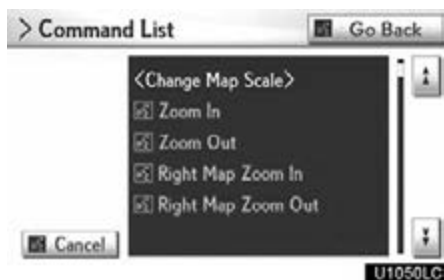 > Command List
Go Back
<Change Map Scale>
Zoom In
Zoom Out
Right Map Zoom In
Right Map Zoom Out
Cancel
U1050LC